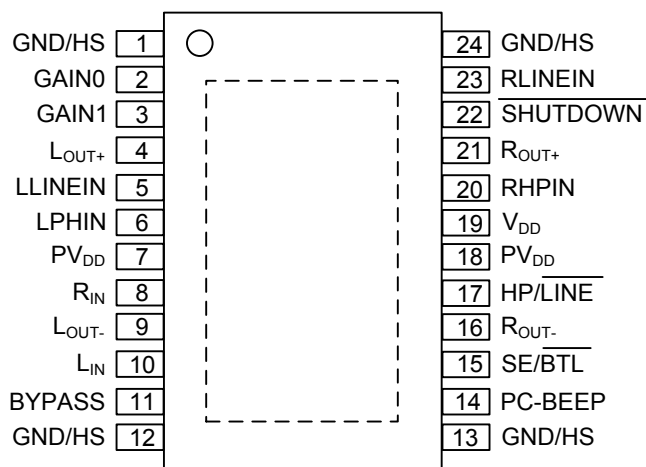 GND/HS 1 24 GND/HS
GAIN0 2 23 RLINEIN
GAIN1 3 22 SHUTDOWN
LOUT+ 4 21 ROUT+
LLINEIN 5 20 RHPIN
LPHIN 6 19 VDD
PVDD 7 18 PVDD
RIN 8 17 HP/LINE
LOUT- 9 16 ROUT-
LIN 10 15 SE/BTL
BYPASS 11 14 PC-BEEP
GND/HS 12 13 GND/HS